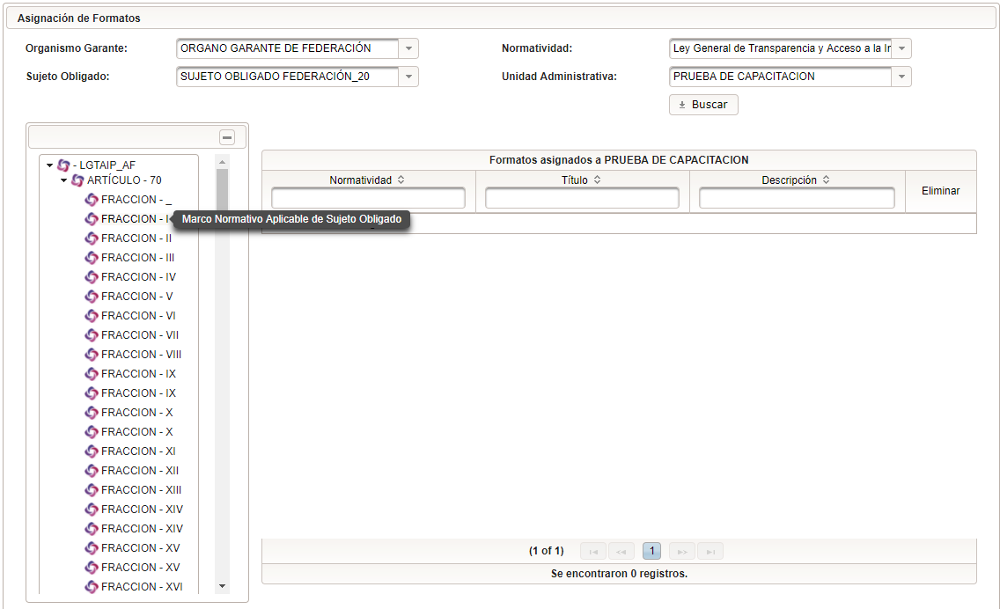 Asignación de Formatos
Organismo Garante: ORGANO GARANTE DE FEDERACIÓN Normatividad: Ley General de Transparencia y Acceso a la Ir
Sujeto Obligado: SUJETO OBLIGADO FEDERACIÓN_20 Unidad Administrativa: PRUEBA DE CAPACITACION
Buscar
- LGTAIP_AF
ARTÍCULO - 70
FRACCION - _
FRACCION - I
Marco Normativo Aplicable de Sujeto Obligado
FRACCION - II
FRACCION - III
FRACCION - IV
FRACCION - V
FRACCION - VI
FRACCION - VII
FRACCION - VIII
FRACCION - IX
FRACCION - IX
FRACCION - X
FRACCION - X
FRACCION - XI
FRACCION - XII
FRACCION - XIII
FRACCION - XIV
FRACCION - XIV
FRACCION - XV
FRACCION - XV
FRACCION - XVI
Formatos asignados a PRUEBA DE CAPACITACION
Normatividad Título Descripción Eliminar
(1 of 1) 1
Se encontraron 0 registros.